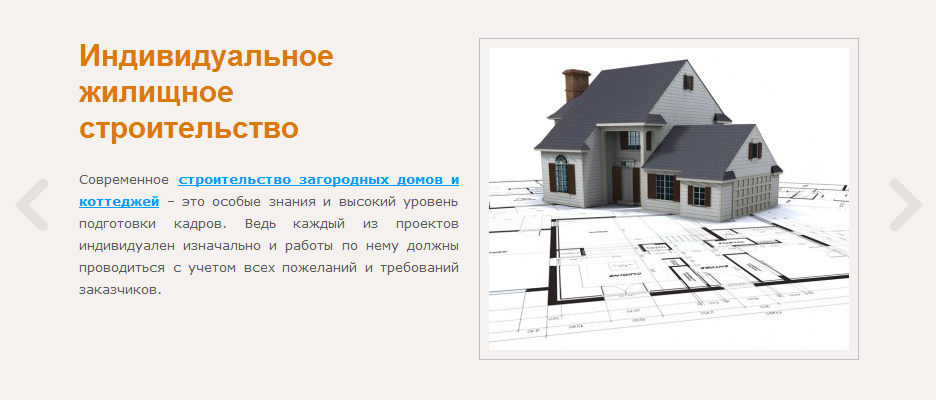 Индивидуальное
жилищное
строительство
Современное строительство загородных домов и
коттеджей – это особые знания и высокий уровень
подготовки кадров. Ведь каждый из проектов
индивидуален изначально и работы по нему должны
проводиться с учетом всех пожеланий и требований
заказчиков.